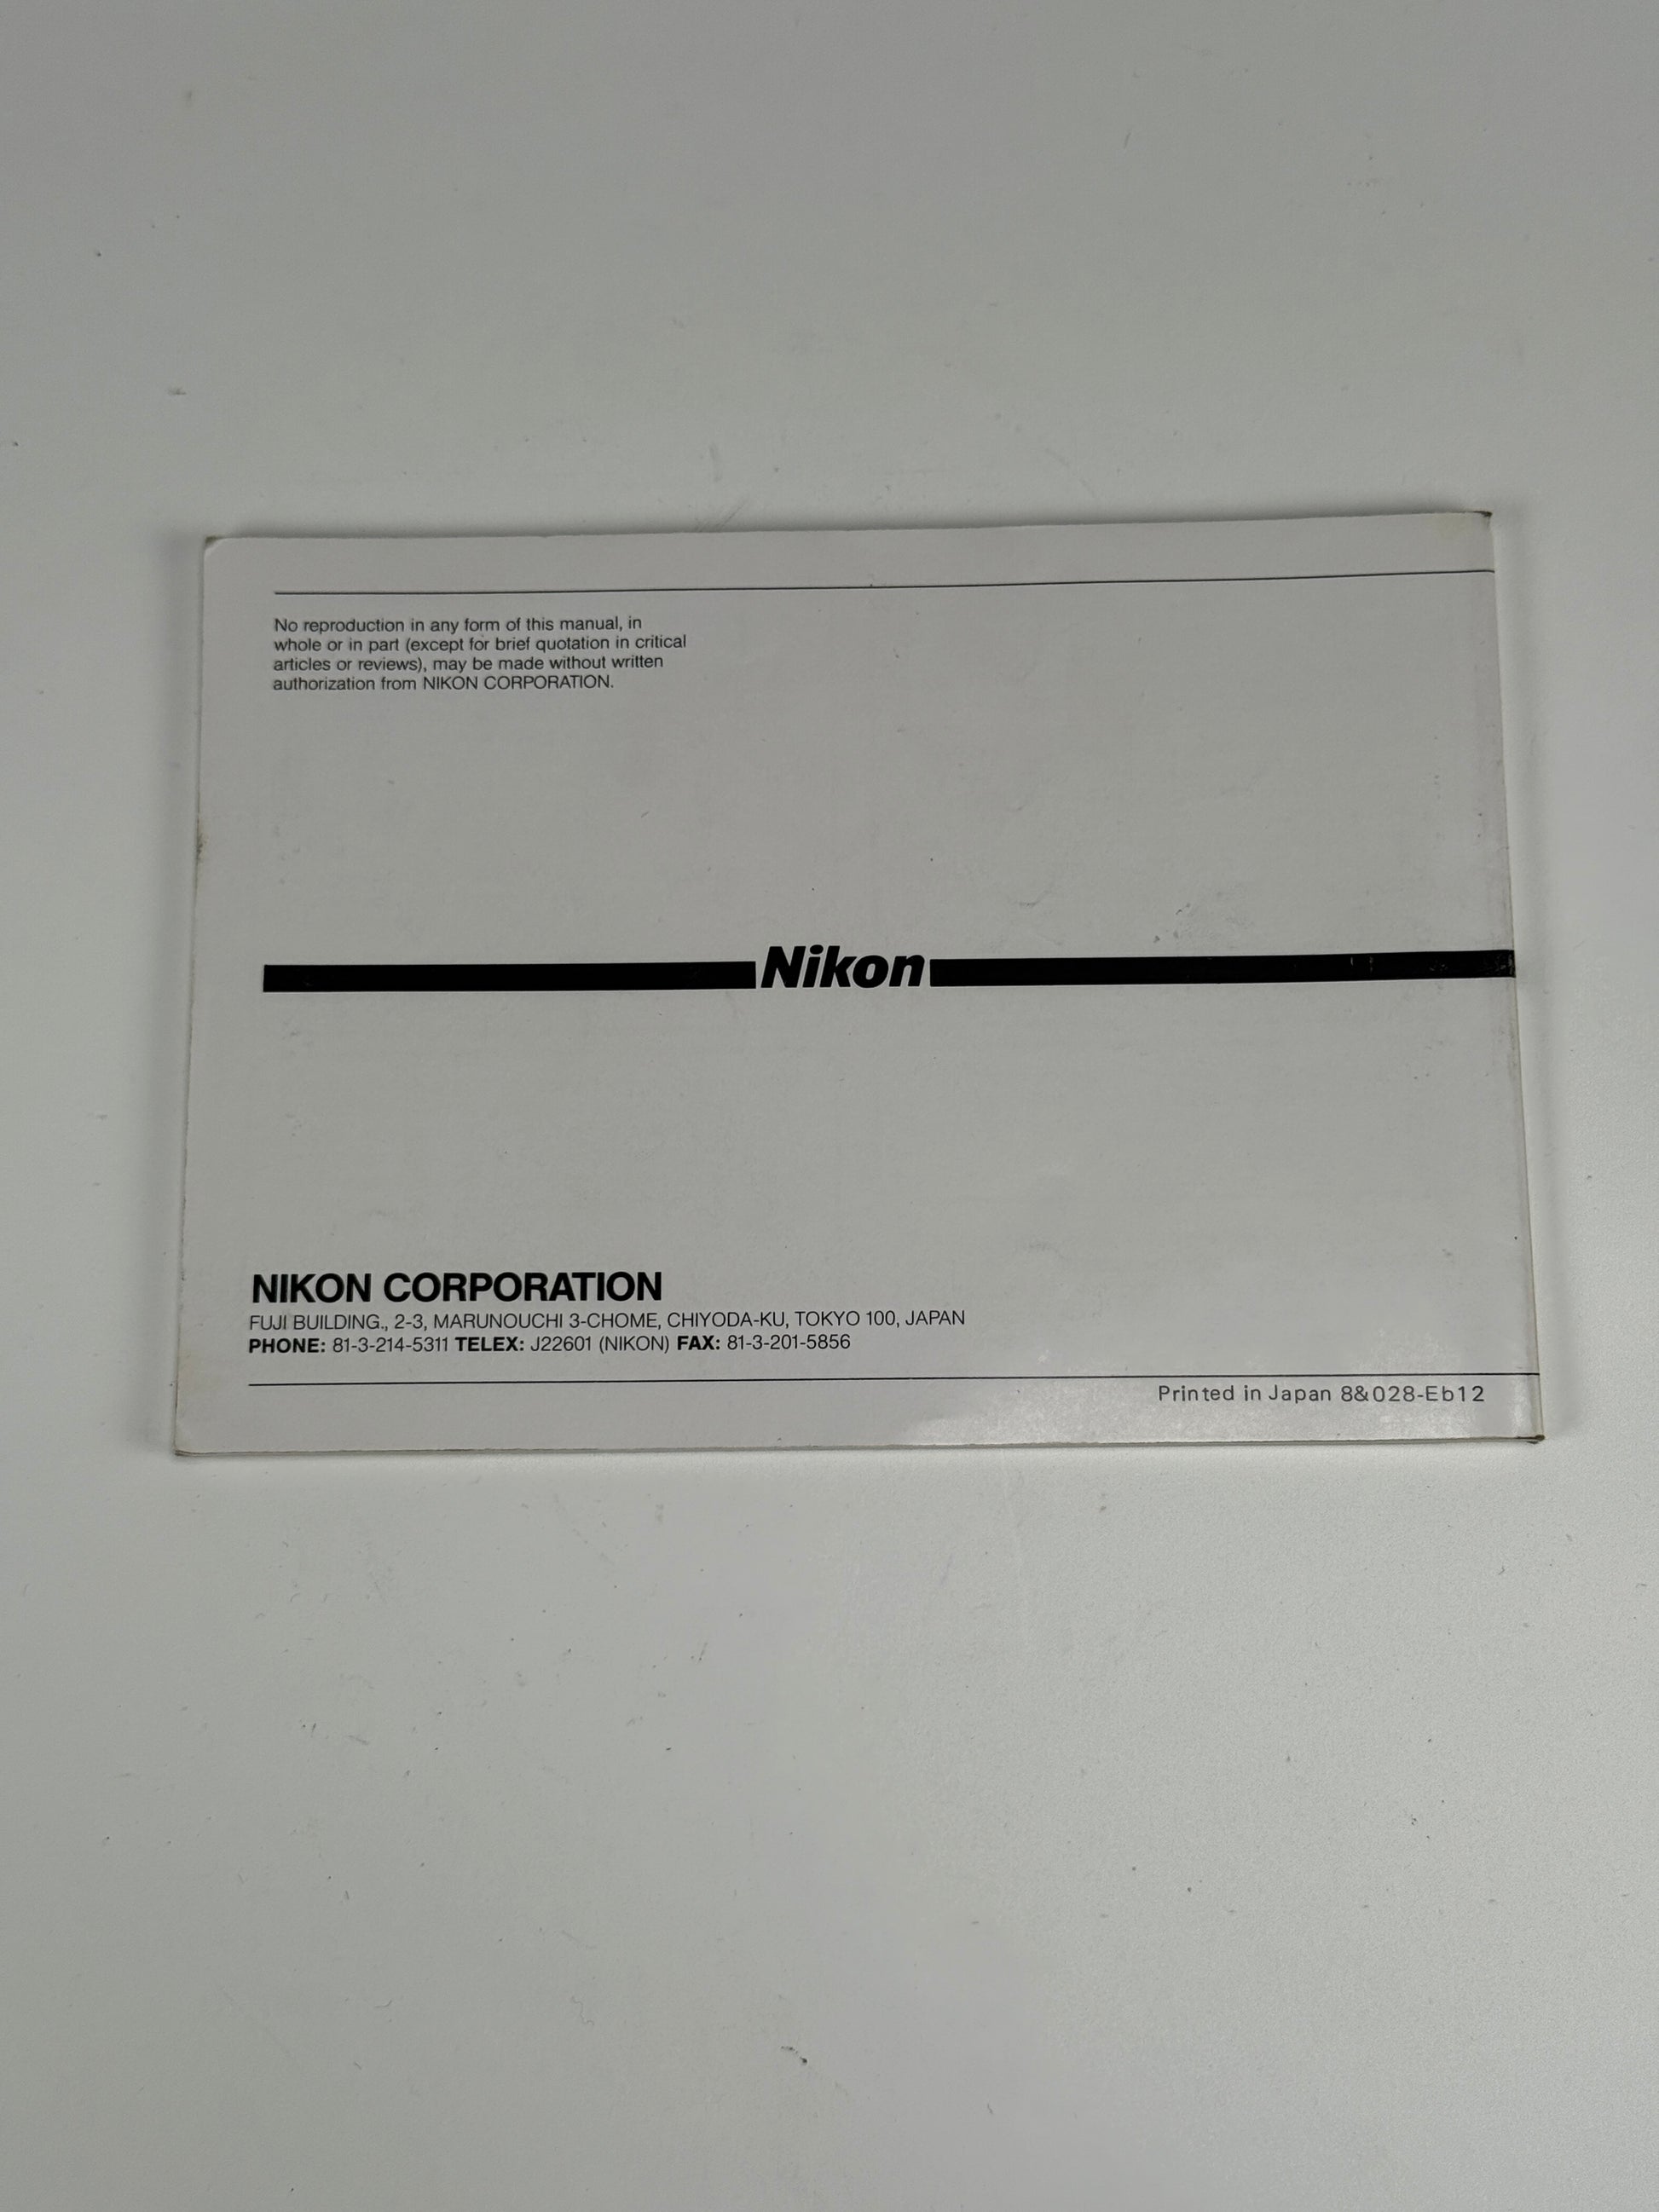 No reproduction in any form of this manual, in
whole or in part (except for brief quotation in critical
articles or reviews), may be made without written
authorization from NIKON CORPORATION.
Nikon
NIKON CORPORATION
FUJI BUILDING., 2-3, MARUNOUCHI 3-CHOME, CHIYODA-KU, TOKYO 100, JAPAN
PHONE: 81-3-214-5311 TELEX: J22601 (NIKON) FAX: 81-3-201-5856
Printed in Japan 8&028-Eb12